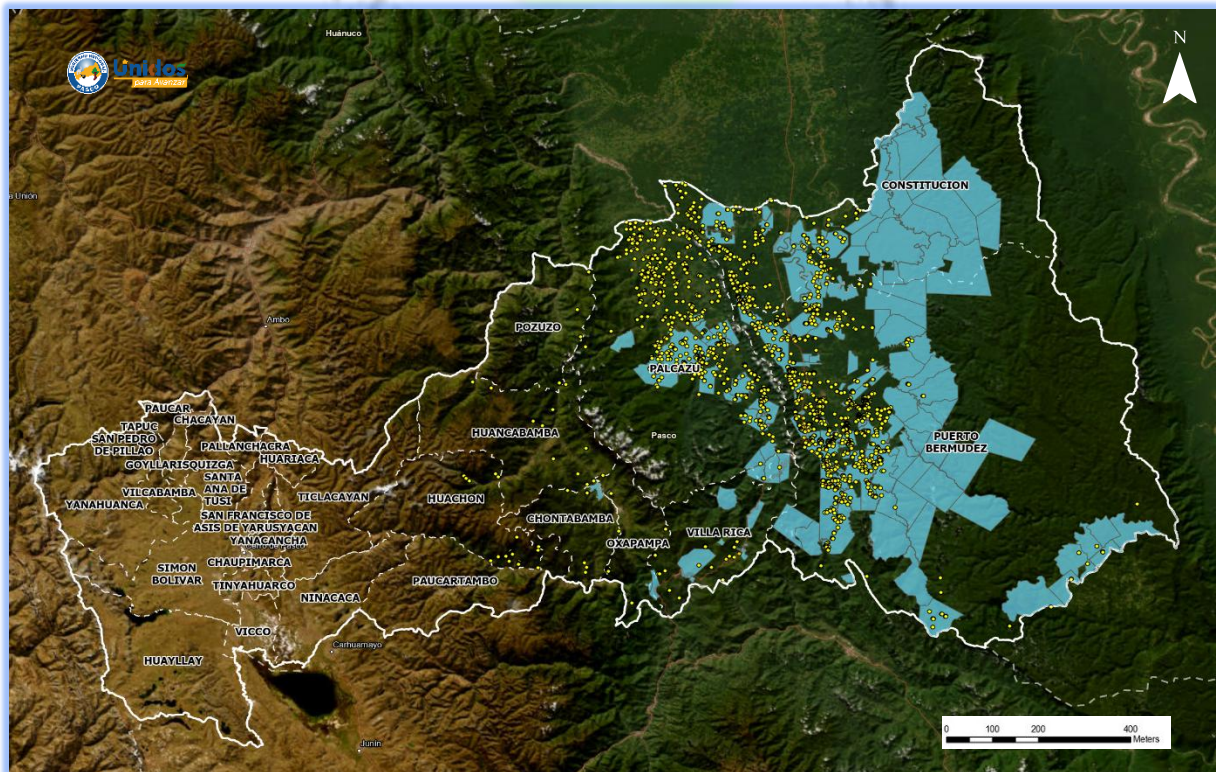 Huánuco
N
Unidos
para Avanzar
PASCO
a Unión
CONSTITUCION
Ambo
POZUZO
PALCAZU
PAUCAR
CHACAYAN
TAPUC
SAN PEDRO
DE PILLAO
PALLANCHACRA
HUARIACA
GOYLLARISQUIZGA
HUANCABAMBA
Pasco
PUERTO
BERMUDEZ
SANTA
ANA DE
TUSI
VILCABAMBA
YANAHUANCA
TICLACAYAN
HUACHON
SAN FRANCISCO DE
ASIS DE YARUSYACAN
CHONTABAMBA
YANACANCHA
OXAPAMPA
VILLA RICA
CHAUPIMARCA
SIMON
BOLIVAR
TINYAHUARCO
PAUCARTAMBO
NINACACA
VICCO
Carhuamayo
HUAYLLAY
Junín
0 100 200 400
Meters